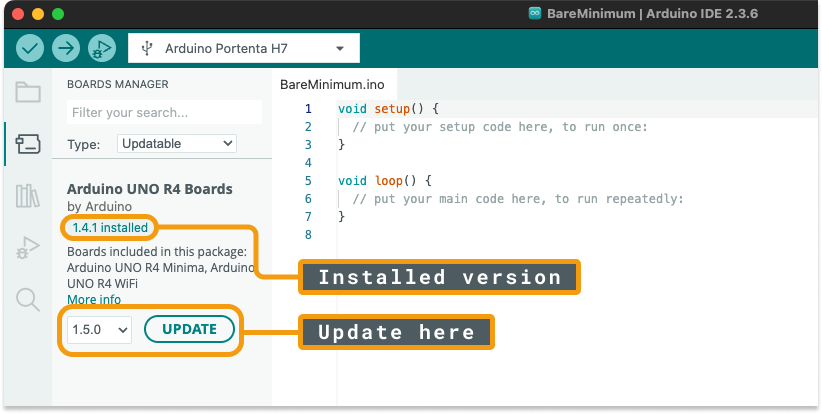 BareMinimum | Arduino IDE 2.3.6
Arduino Portenta H7
BOARDS MANAGER
Filter your search...
Type: Updatable
Arduino UNO R4 Boards
by Arduino
1.4.1 installed
Boards included in this package:
Arduino UNO R4 Minima, Arduino
UNO R4 WiFi
More info
1.5.0 UPDATE
BareMinimum.ino
1 void setup() {
2 // put your setup code here, to run once:
3 }
4
5 void loop() {
6 // put your main code here, to run repeatedly:
7 }
8
Installed version
Update here